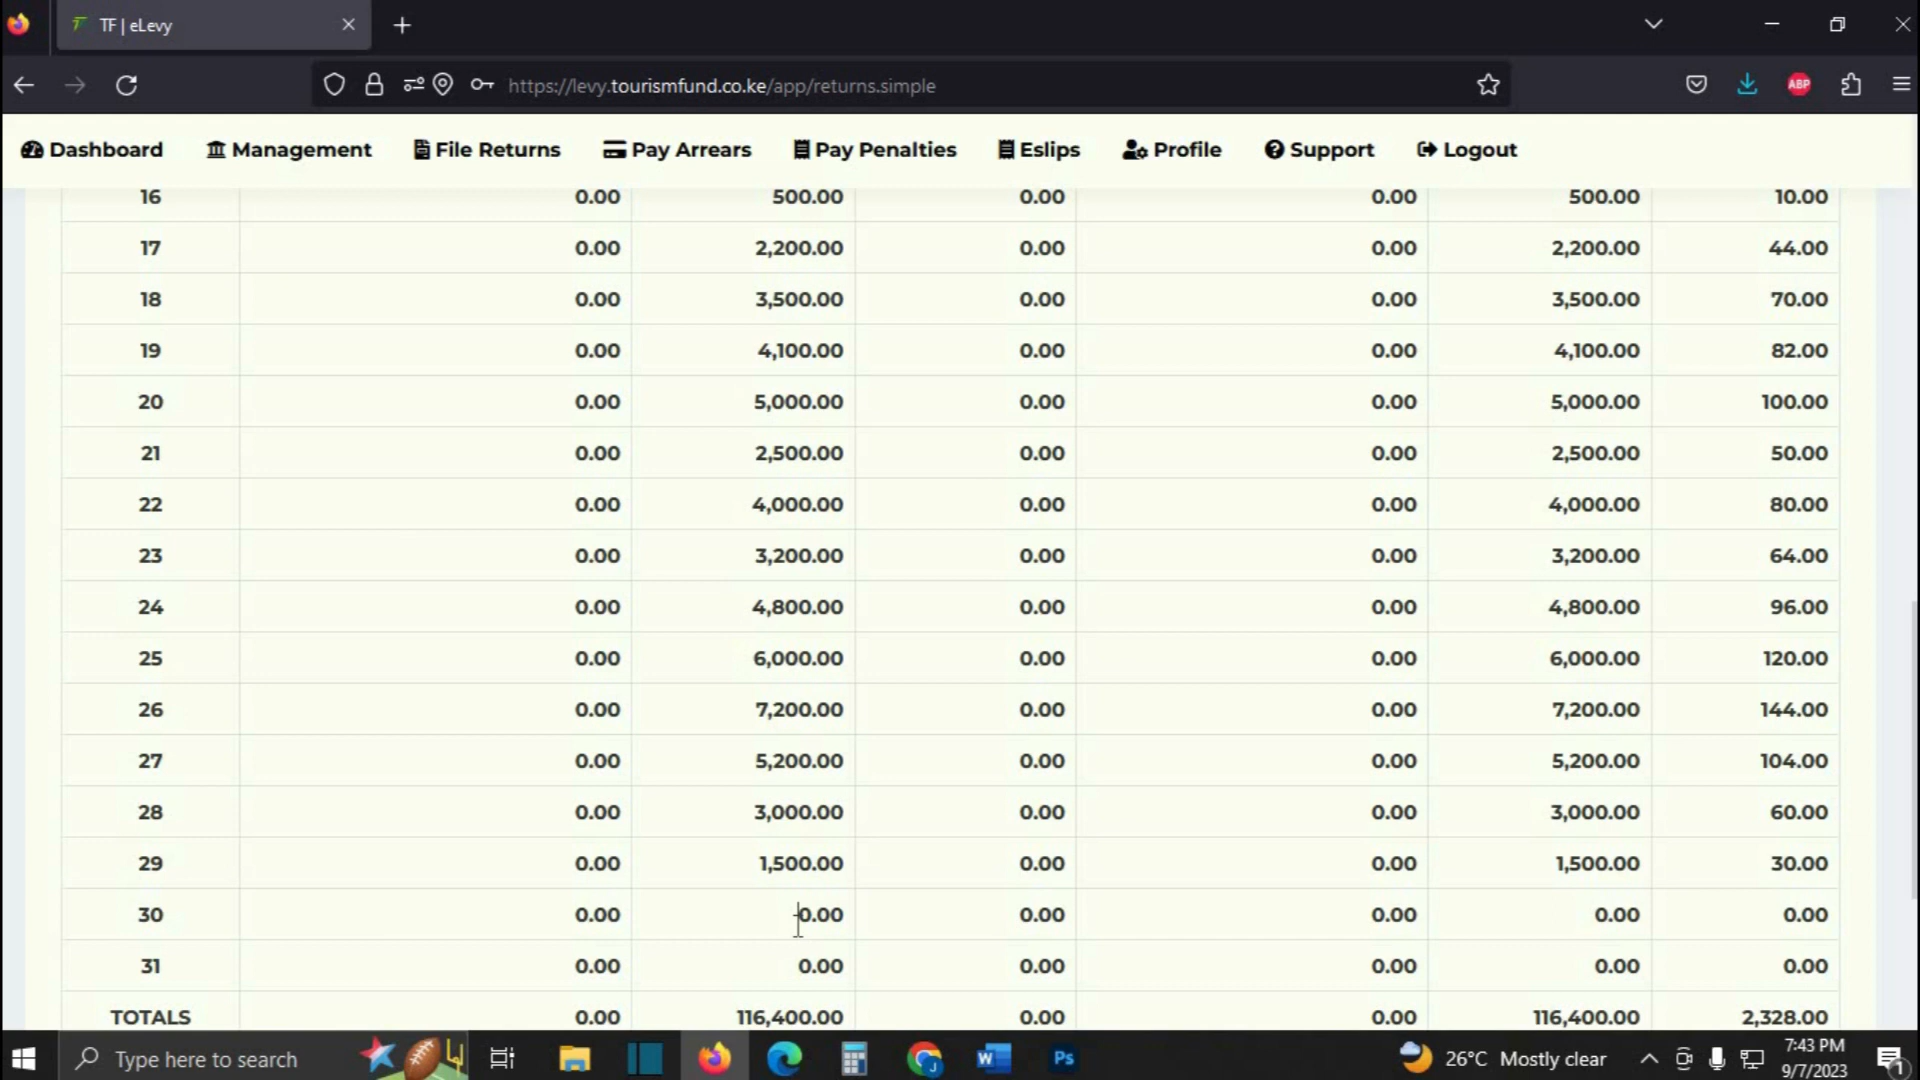 TF | eLevy
https://levy.tourismfund.co.ke/app/returns.simple
ABP
Dashboard Management File Returns Pay Arrears Pay Penalties Eslips Profile Support Logout
16 0.00 500.00 0.00 0.00 500.00 10.00
17 0.00 2,200.00 0.00 0.00 2,200.00 44.00
18 0.00 3,500.00 0.00 0.00 3,500.00 70.00
19 0.00 4,100.00 0.00 0.00 4,100.00 82.00
20 0.00 5,000.00 0.00 0.00 5,000.00 100.00
21 0.00 2,500.00 0.00 0.00 2,500.00 50.00
22 0.00 4,000.00 0.00 0.00 4,000.00 80.00
23 0.00 3,200.00 0.00 0.00 3,200.00 64.00
24 0.00 4,800.00 0.00 0.00 4,800.00 96.00
25 0.00 6,000.00 0.00 0.00 6,000.00 120.00
26 0.00 7,200.00 0.00 0.00 7,200.00 144.00
27 0.00 5,200.00 0.00 0.00 5,200.00 104.00
28 0.00 3,000.00 0.00 0.00 3,000.00 60.00
29 0.00 1,500.00 0.00 0.00 1,500.00 30.00
30 0.00 0.00 0.00 0.00 0.00 0.00
31 0.00 0.00 0.00 0.00 0.00 0.00
TOTALS 0.00 116,400.00 0.00 0.00 116,400.00 2,328.00
Type here to search
W
J
Ps
26°C Mostly clear
7:43 PM
9/7/2023
1